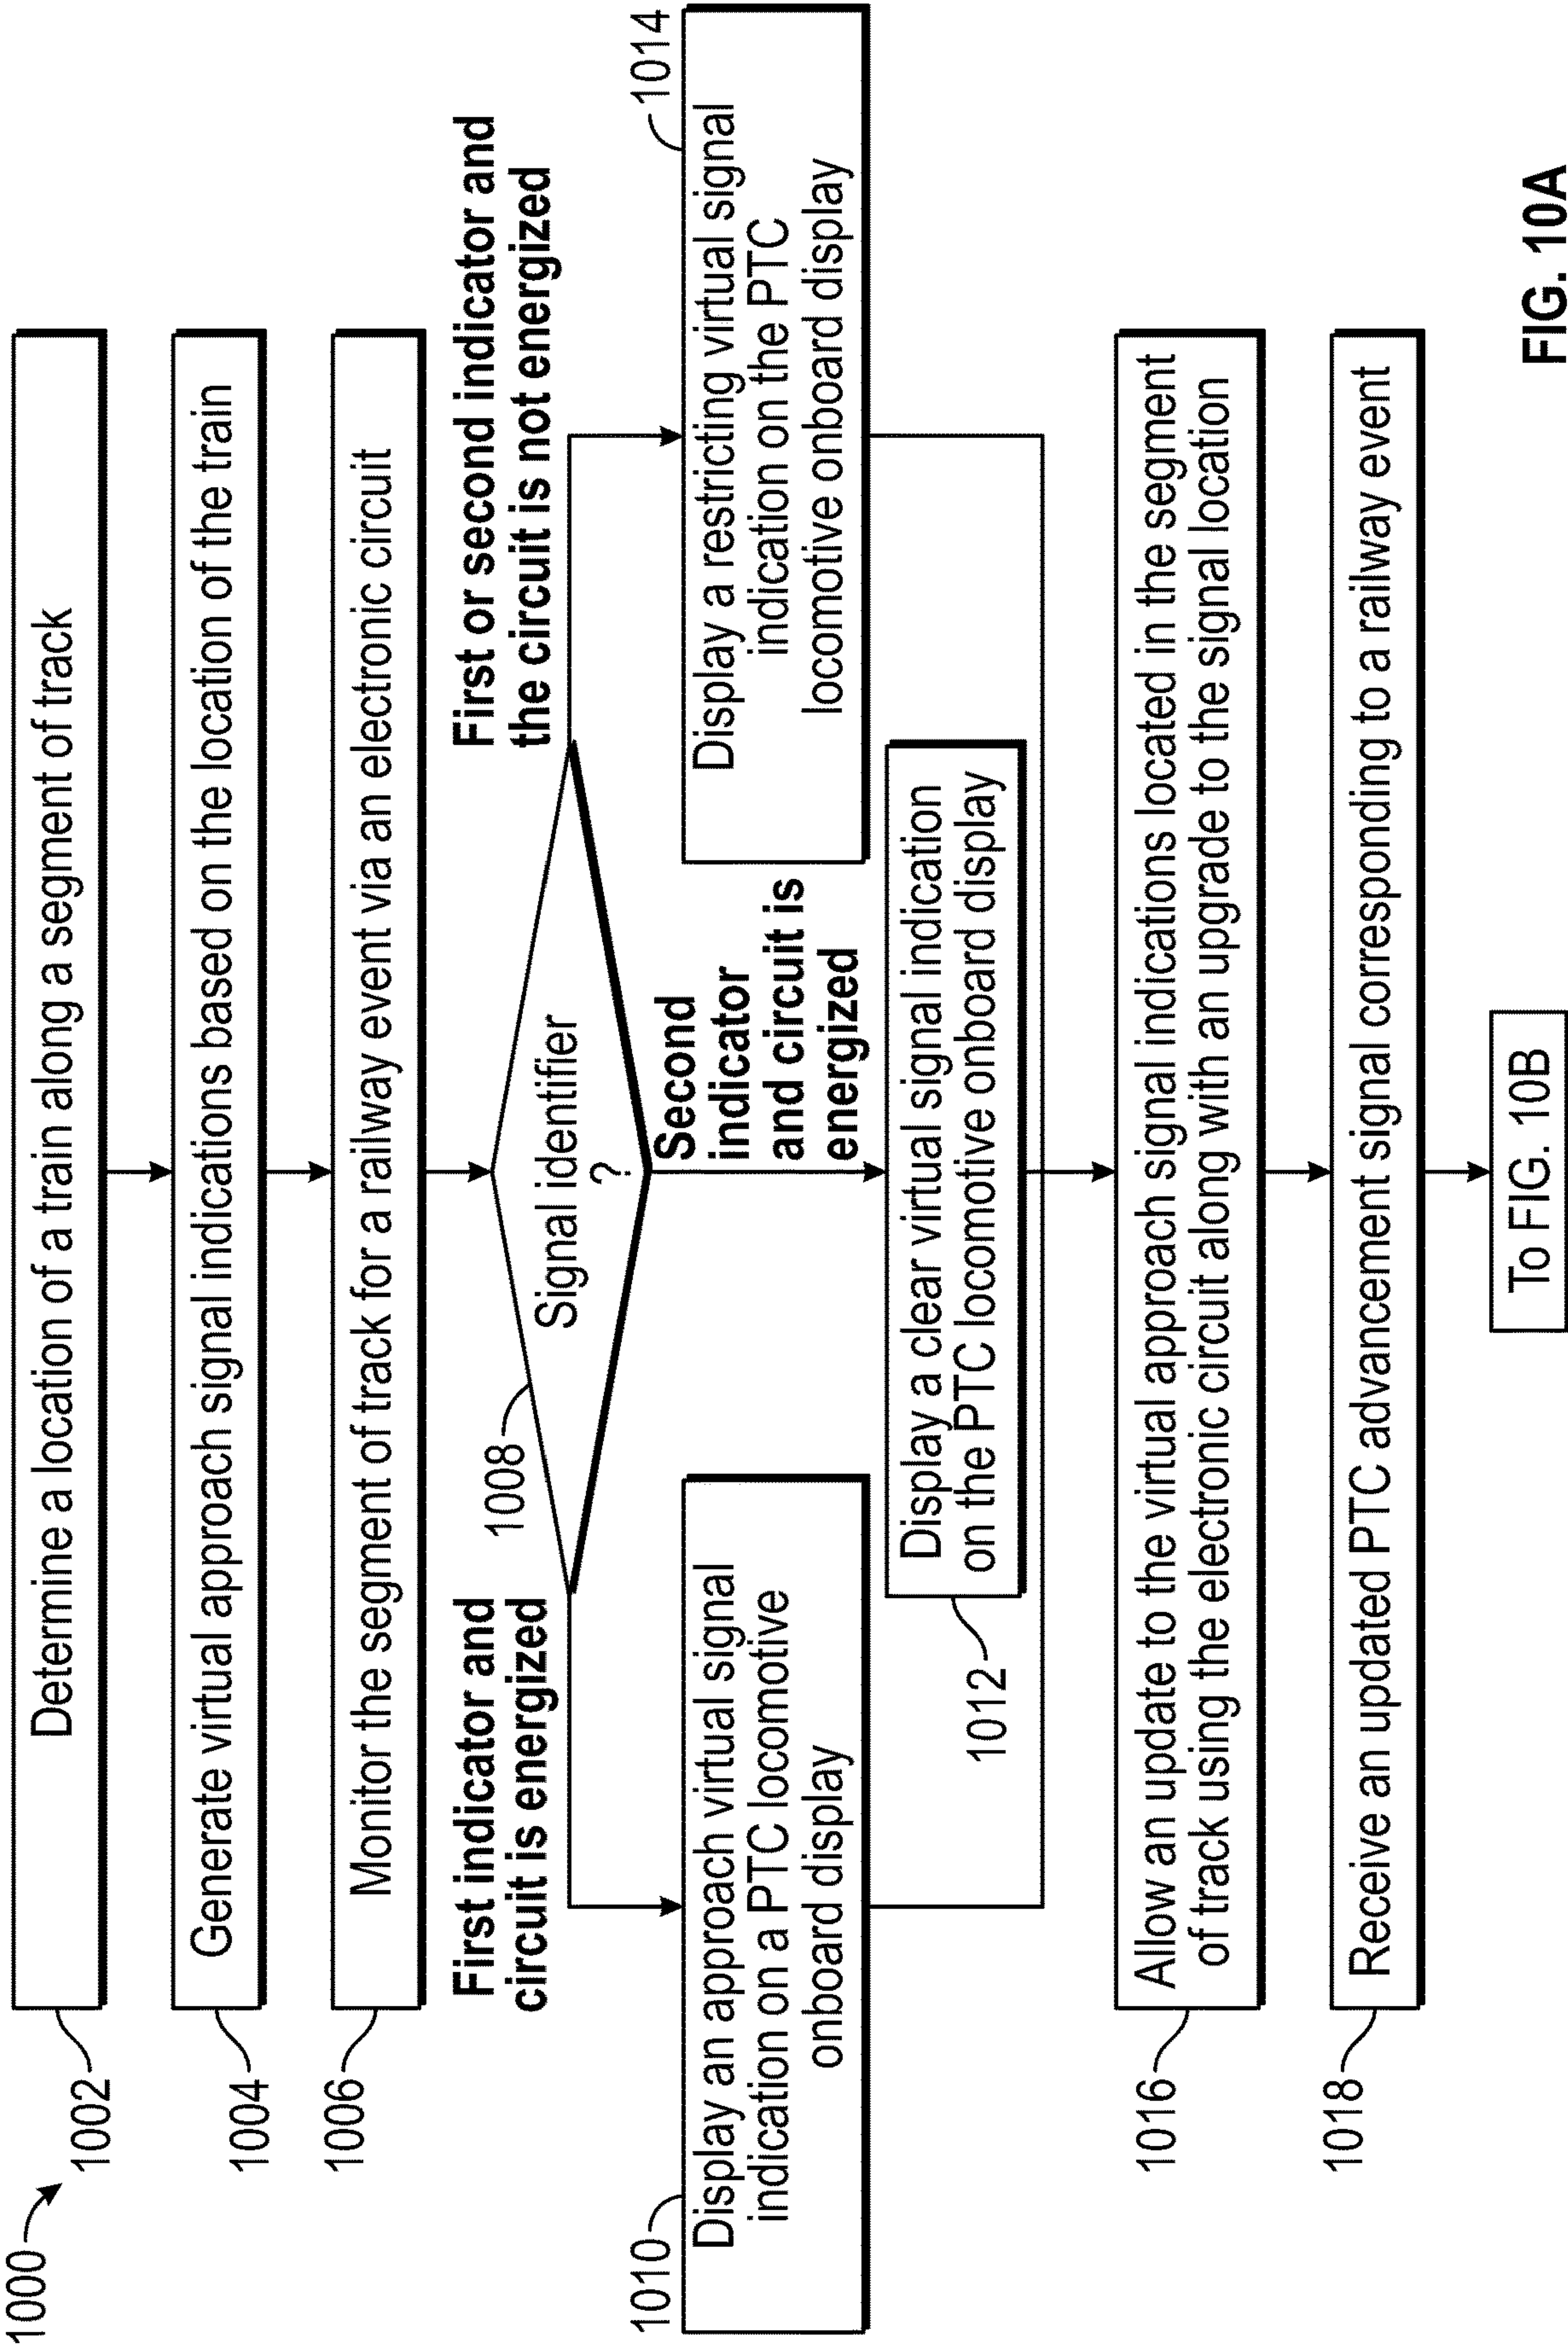 1000
1002
Determine a location of a train along a segment of track
1004
Generate virtual approach signal indications based on the location of the train
1006
Monitor the segment of track for a railway event via an electronic circuit
First indicator and
circuit is energized
1008
Signal identifier
?
First or second indicator and
the circuit is not energized
1010
Display an approach virtual signal
indication on a PTC locomotive
onboard display
Second
indicator
and circuit is
energized
1014
Display a restricting virtual signal
indication on the PTC
locomotive onboard display
1012
Display a clear virtual signal indication
on the PTC locomotive onboard display
1016
Allow an update to the virtual approach signal indications located in the segment
of track using the electronic circuit along with an upgrade to the signal location
1018
Receive an updated PTC advancement signal corresponding to a railway event
To FIG. 10B
FIG. 10A